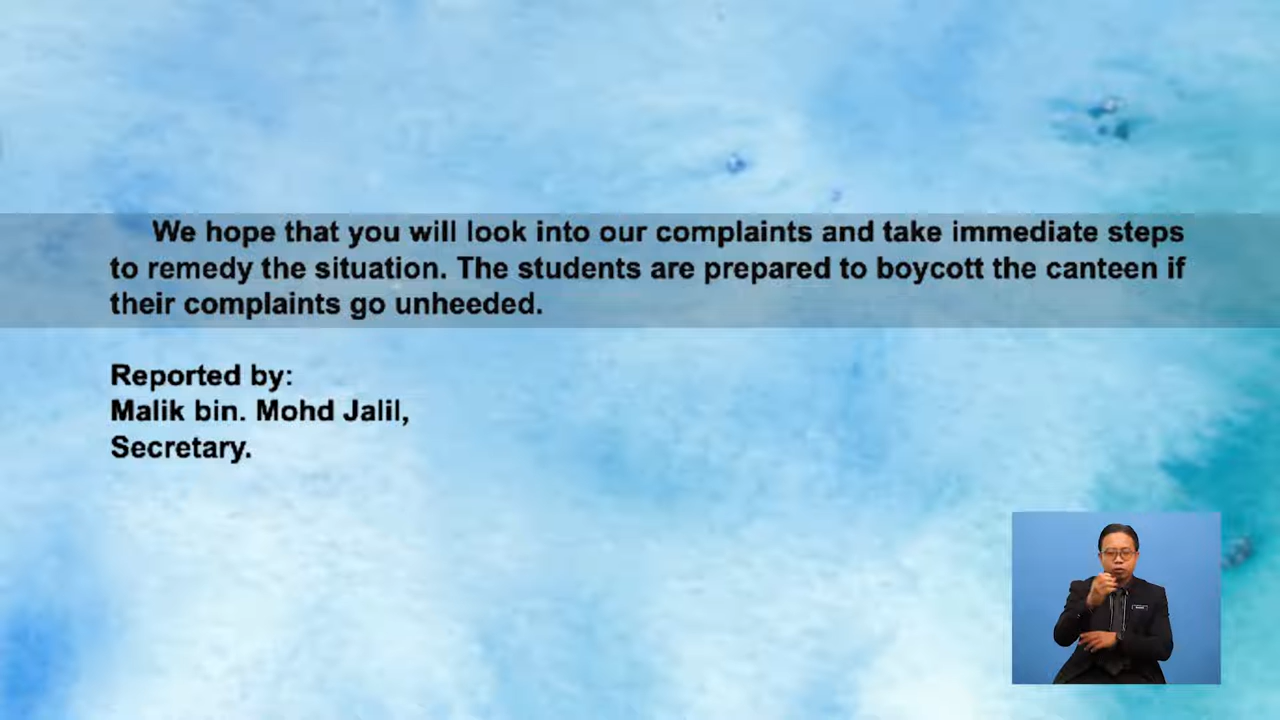 We hope that you will look into our complaints and take immediate steps
to remedy the situation. The students are prepared to boycott the canteen if
their complaints go unheeded.
Reported by:
Malik bin. Mohd Jalil,
Secretary.